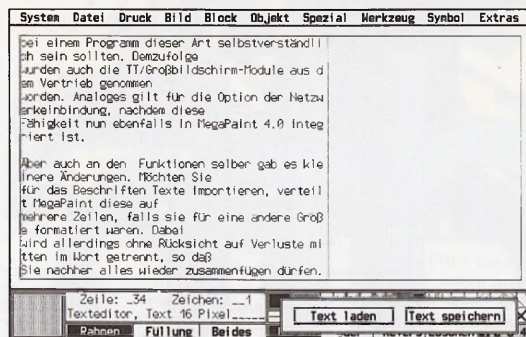 System Datei Druck Bild Block Objekt Spezial Werkzeug Symbol Extras
bei einem Programm dieser Art selbstverständli
ch sein sollten. Demzufolge
wurden auch die TT/Großbildschirm-Module aus d
em Vertrieb genommen
worden. Analoges gilt für die Option der Netzw
erkeinbindung, nachdem diese
Fähigkeit nun ebenfalls in MegaPaint 4.0 integ
riert ist.
Aber auch an den Funktionen selber gab es kle
inere Änderungen. Möchten Sie
für das Beschriften Texte importieren, verteil
t MegaPaint diese auf
mehrere Zeilen, falls sie für eine andere Größ
e formatiert waren. Dabei
wird allerdings ohne Rücksicht auf Verluste mi
tten im Wort getrennt, so daß
Sie nachher alles wieder zusammenfügen dürfen.
Zeile: _34 Zeichen: __1
Texteditor, Text 16 Pixel_____
Text laden Text speichern
Rahmen Füllung Beides